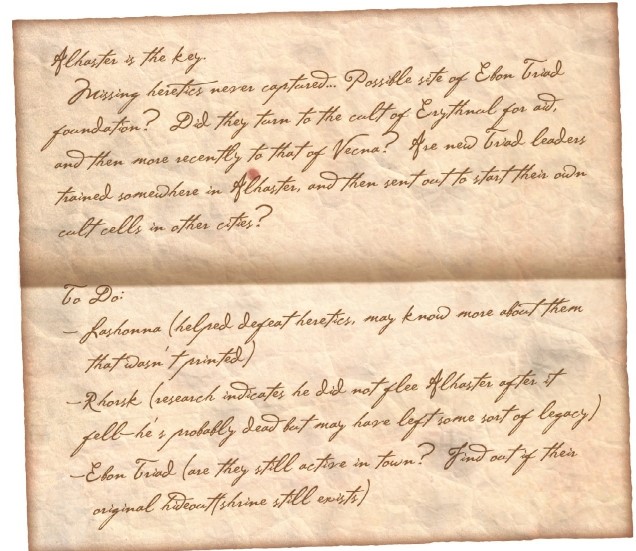 Alhaster is the key.
Missing heretics never captured... Possible site of Ebon Triad
foundation? Did they turn to the cult of Erythnul for aid,
and then more recently to that of Vecna? Are new Triad leaders
trained somewhere in Alhaster, and then sent out to start their own
cult cells in other cities?
To Do:
- Lashonna (helped defeat heretics, may know more about them
that wasn't printed)
- Rhorsk (research indicates he did not flee Alhaster after it
fell-he's probably dead but may have left some sort of legacy)
- Ebon Triad (are they still active in town? Find out if their
original hideout/shrine still exists)